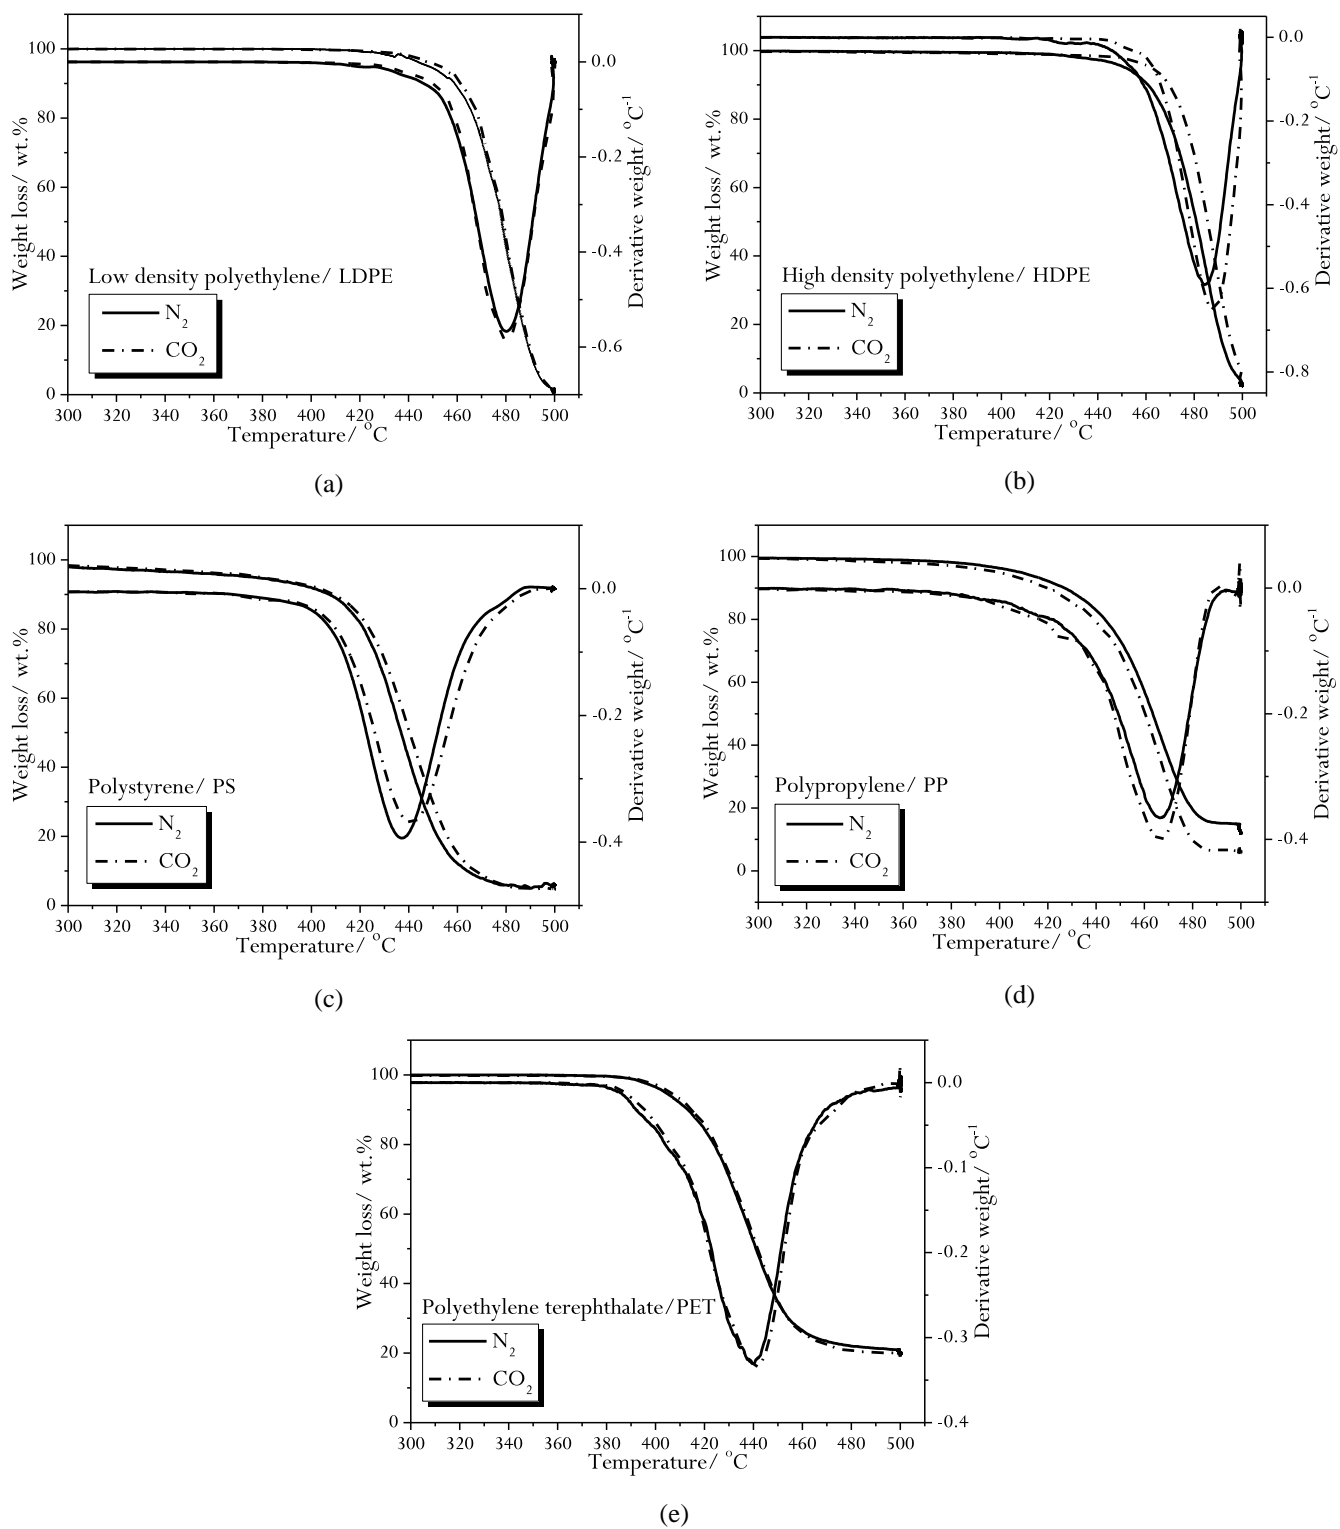 100
80
60
40
20
0
Weight loss/ wt.%
0.0
-0.2
-0.4
-0.6
Derivative weight/ °C⁻¹
Low density polyethylene/ LDPE
N₂
CO₂
300 320 340 360 380 400 420 440 460 480 500
Temperature/ °C
(a)
100
80
60
40
20
0
Weight loss/ wt.%
0.0
-0.2
-0.4
-0.6
-0.8
Derivative weight/ °C⁻¹
High density polyethylene/ HDPE
N₂
CO₂
300 320 340 360 380 400 420 440 460 480 500
Temperature/ °C
(b)
100
80
60
40
20
0
Weight loss/ wt.%
0.0
-0.2
-0.4
Derivative weight/ °C⁻¹
Polystyrene/ PS
N₂
CO₂
300 320 340 360 380 400 420 440 460 480 500
Temperature/ °C
(c)
100
80
60
40
20
0
Weight loss/ wt.%
0.0
-0.2
-0.4
Derivative weight/ °C⁻¹
Polypropylene/ PP
N₂
CO₂
300 320 340 360 380 400 420 440 460 480 500
Temperature/ °C
(d)
100
80
60
40
20
0
Weight loss/ wt.%
0.0
-0.1
-0.2
-0.3
-0.4
Derivative weight/ °C⁻¹
Polyethylene terephthalate/PET
N₂
CO₂
300 320 340 360 380 400 420 440 460 480 500
Temperature/ °C
(e)